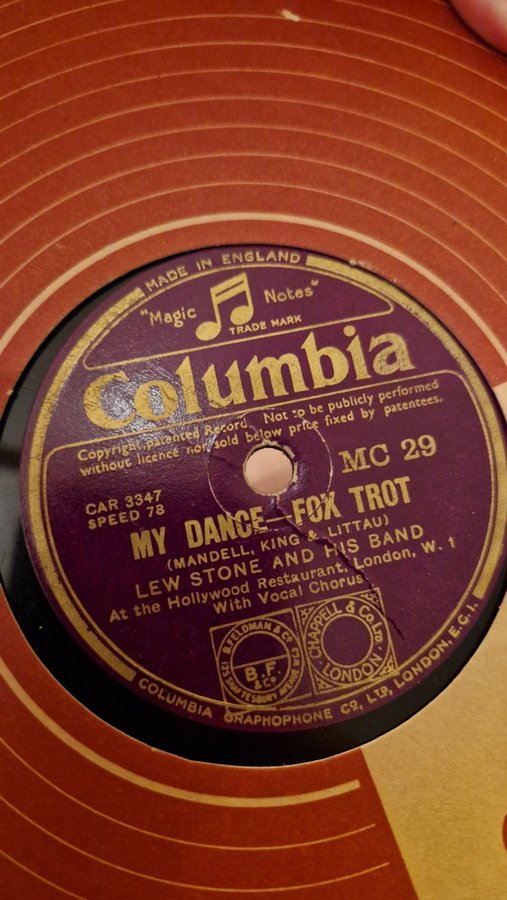 MADE IN ENGLAND
"Magic Notes"
TRADE MARK
Columbia
Copyright, patented Record. Not to be publicly performed
without licence nor sold below price fixed by patentees.
MC 29
CAR 3347
SPEED 78
MY DANCE—FOX TROT
(MANDELL, KING & LITTAU)
LEW STONE AND HIS BAND
At the Hollywood Restaurant, London, W. 1
With Vocal Chorus
B. FELDMAN & CO
B.F.
& Co.
CHAPPELL & Co Ltd
LONDON
COLUMBIA GRAPHOPHONE CO, LTD, LONDON, E.C.1.